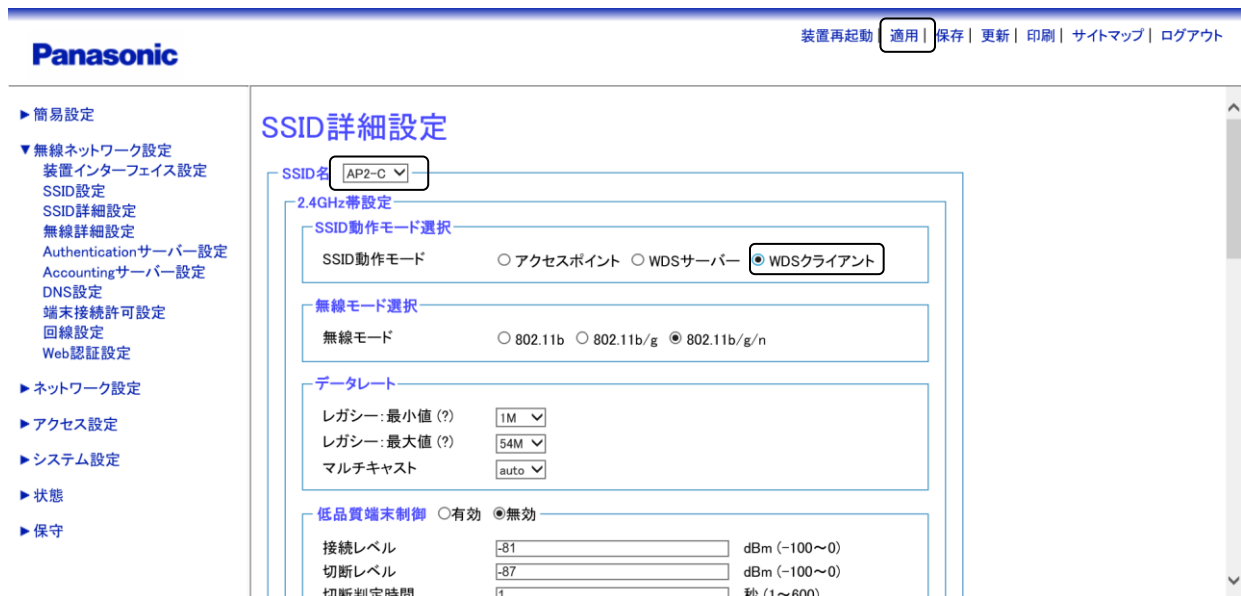 装置再起動| 適用| 保存| 更新| 印刷| サイトマップ| ログアウト
Panasonic
▶簡易設定
▼無線ネットワーク設定
装置インターフェイス設定
SSID設定
SSID詳細設定
無線詳細設定
Authenticationサーバー設定
Accountingサーバー設定
DNS設定
端末接続許可設定
回線設定
Web認証設定
▶ネットワーク設定
▶アクセス設定
▶システム設定
▶状態
▶保守
SSID詳細設定
SSID名 AP2-C
2.4GHz帯設定
SSID動作モード選択
SSID動作モード ○アクセスポイント ○WDSサーバー ◉WDSクライアント
無線モード選択
無線モード ○802.11b ○802.11b/g ◉802.11b/g/n
データレート
レガシー:最小値 (?) 1M
レガシー:最大値 (?) 54M
マルチキャスト auto
低品質端末制御 ○有効 ◉無効
接続レベル -81 dBm (-100~0)
切断レベル -87 dBm (-100~0)
切断判定時間 1 秒 (1~600)